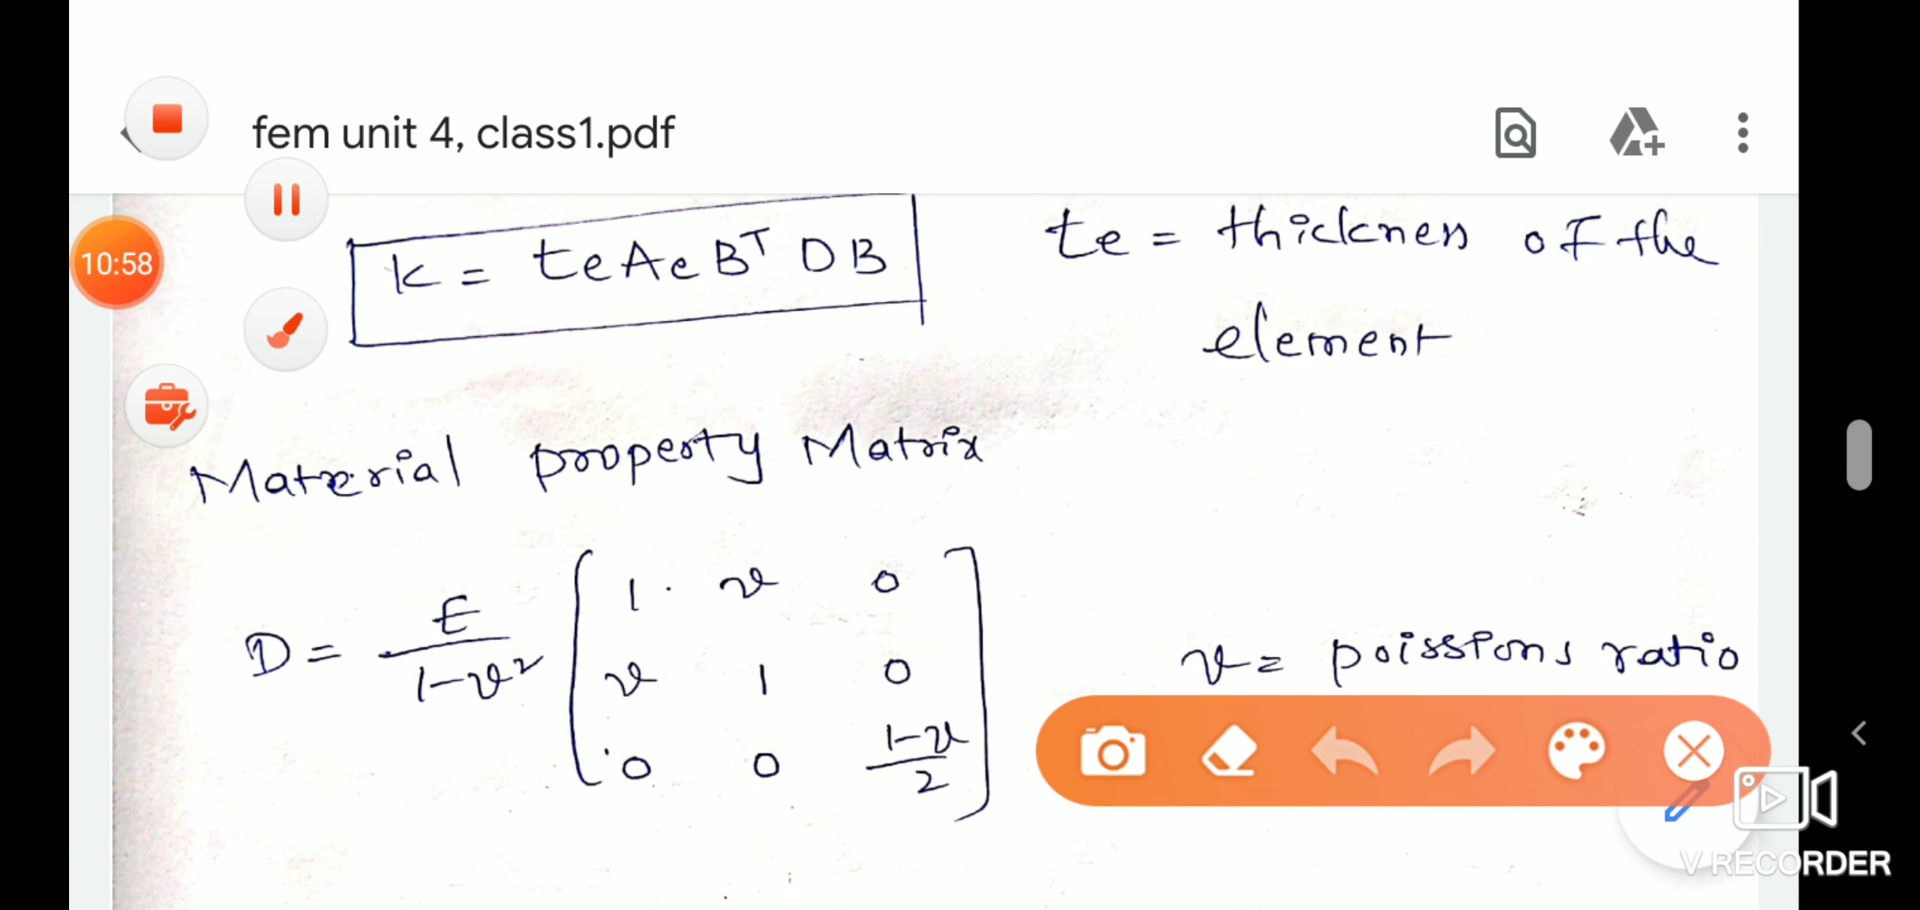 fem unit 4, class1.pdf
10:58
k = teAeBᵀDB
te = thickness of the
element
Material property Matrix
D = E/(1-ν²) [1 ν 0
ν 1 0
0 0 (1-ν)/2]
ν = poissions ratio
V RECORDER